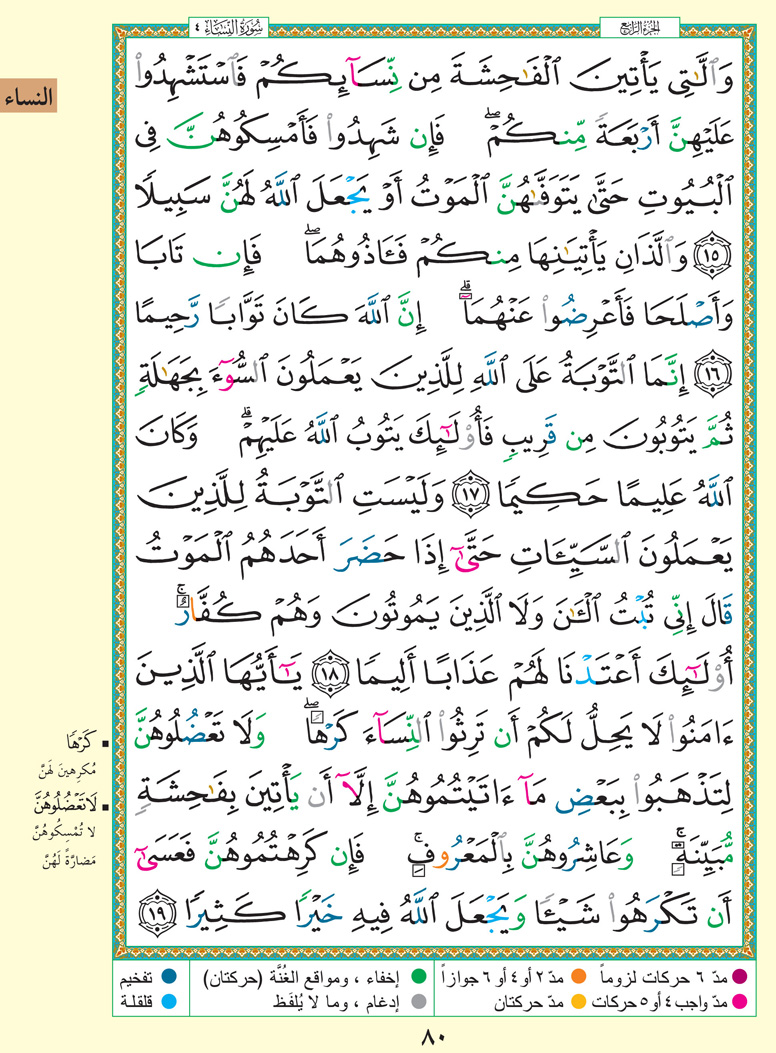 الجزء الرابع
سورة النساء ٤
النساء
وَٱلَّٰتِى يَأۡتِينَ ٱلۡفَٰحِشَةَ مِن نِّسَآئِكُمۡ فَٱسۡتَشۡهِدُواْ
عَلَيۡهِنَّ أَرۡبَعَةٗ مِّنكُمۡۖ فَإِن شَهِدُواْ فَأَمۡسِكُوهُنَّ فِى
ٱلۡبُيُوتِ حَتَّىٰ يَتَوَفَّىٰهُنَّ ٱلۡمَوۡتُ أَوۡ يَجۡعَلَ ٱللَّهُ لَهُنَّ سَبِيلٗا
١٥ وَٱلَّذَانِ يَأۡتِيَٰنِهَا مِنكُمۡ فَـَٔاذُوهُمَاۖ فَإِن تَابَا
وَأَصۡلَحَا فَأَعۡرِضُواْ عَنۡهُمَآۗ إِنَّ ٱللَّهَ كَانَ تَوَّابٗا رَّحِيمًا
١٦ إِنَّمَا ٱلتَّوۡبَةُ عَلَى ٱللَّهِ لِلَّذِينَ يَعۡمَلُونَ ٱلسُّوٓءَ بِجَهَٰلَةٖ
ثُمَّ يَتُوبُونَ مِن قَرِيبٖ فَأُوْلَٰٓئِكَ يَتُوبُ ٱللَّهُ عَلَيۡهِمۡۗ وَكَانَ
ٱللَّهُ عَلِيمًا حَكِيمٗا ١٧ وَلَيۡسَتِ ٱلتَّوۡبَةُ لِلَّذِينَ
يَعۡمَلُونَ ٱلسَّيِّـَٔاتِ حَتَّىٰٓ إِذَا حَضَرَ أَحَدَهُمُ ٱلۡمَوۡتُ
قَالَ إِنِّى تُبۡتُ ٱلۡـَٰٔنَ وَلَا ٱلَّذِينَ يَمُوتُونَ وَهُمۡ كُفَّارٌۚ
أُوْلَٰٓئِكَ أَعۡتَدۡنَا لَهُمۡ عَذَابًا أَلِيمٗا ١٨ يَٰٓأَيُّهَا ٱلَّذِينَ
ءَامَنُواْ لَا يَحِلُّ لَكُمۡ أَن تَرِثُواْ ٱلنِّسَآءَ كَرۡهٗاۖ وَلَا تَعۡضُلُوهُنَّ
لِتَذۡهَبُواْ بِبَعۡضِ مَآ ءَاتَيۡتُمُوهُنَّ إِلَّآ أَن يَأۡتِينَ بِفَٰحِشَةٖ
مُّبَيِّنَةٖۚ وَعَاشِرُوهُنَّ بِٱلۡمَعۡرُوفِۚ فَإِن كَرِهۡتُمُوهُنَّ فَعَسَىٰٓ
أَن تَكۡرَهُواْ شَيۡـٔٗا وَيَجۡعَلَ ٱللَّهُ فِيهِ خَيۡرٗا كَثِيرٗا ١٩
▪ كَرْهًا
مُكرِهينَ لَهنّ
▪ لَا تَعْضُلُوهُنَّ
لا تُمْسِكُوهُنَّ
مُضارّةً لَهُنّ
● مدّ ٦ حركات لزوماً ● مدّ ٢ أو ٤ أو ٦ جوازاً ● إخفاء ، ومواقع الغُنَّة (حركتان) ● تفخيم
● مدّ واجب ٤ أو ٥ حركات ● مدّ حركتان ● إدغام ، وما لا يُلفَظ ● قلقلة
٨٠